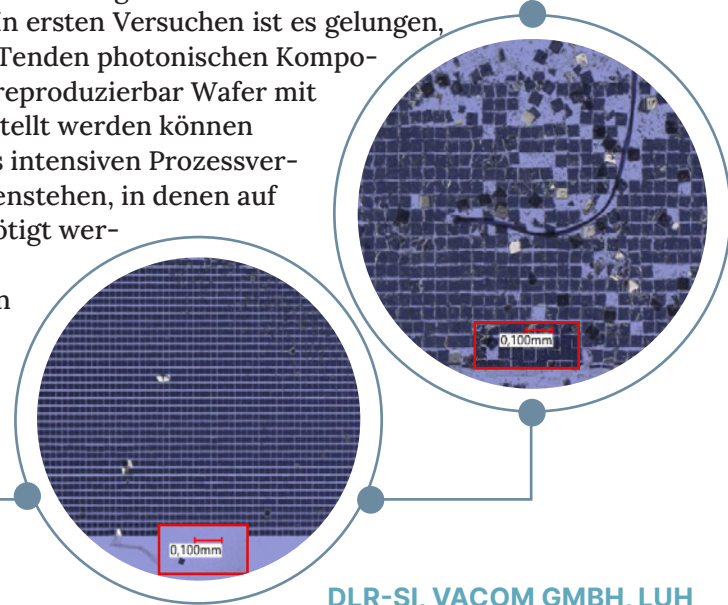 In ersten Versuchen ist es gelungen,
Tenden photonischen Kompo-
reproduzierbar Wafer mit
stellt werden können
s intensiven Prozessver-
enstehen, in denen auf
ötigt wer-
0,100mm
0,100mm
DLR-SI, VACOM GMBH, LUH